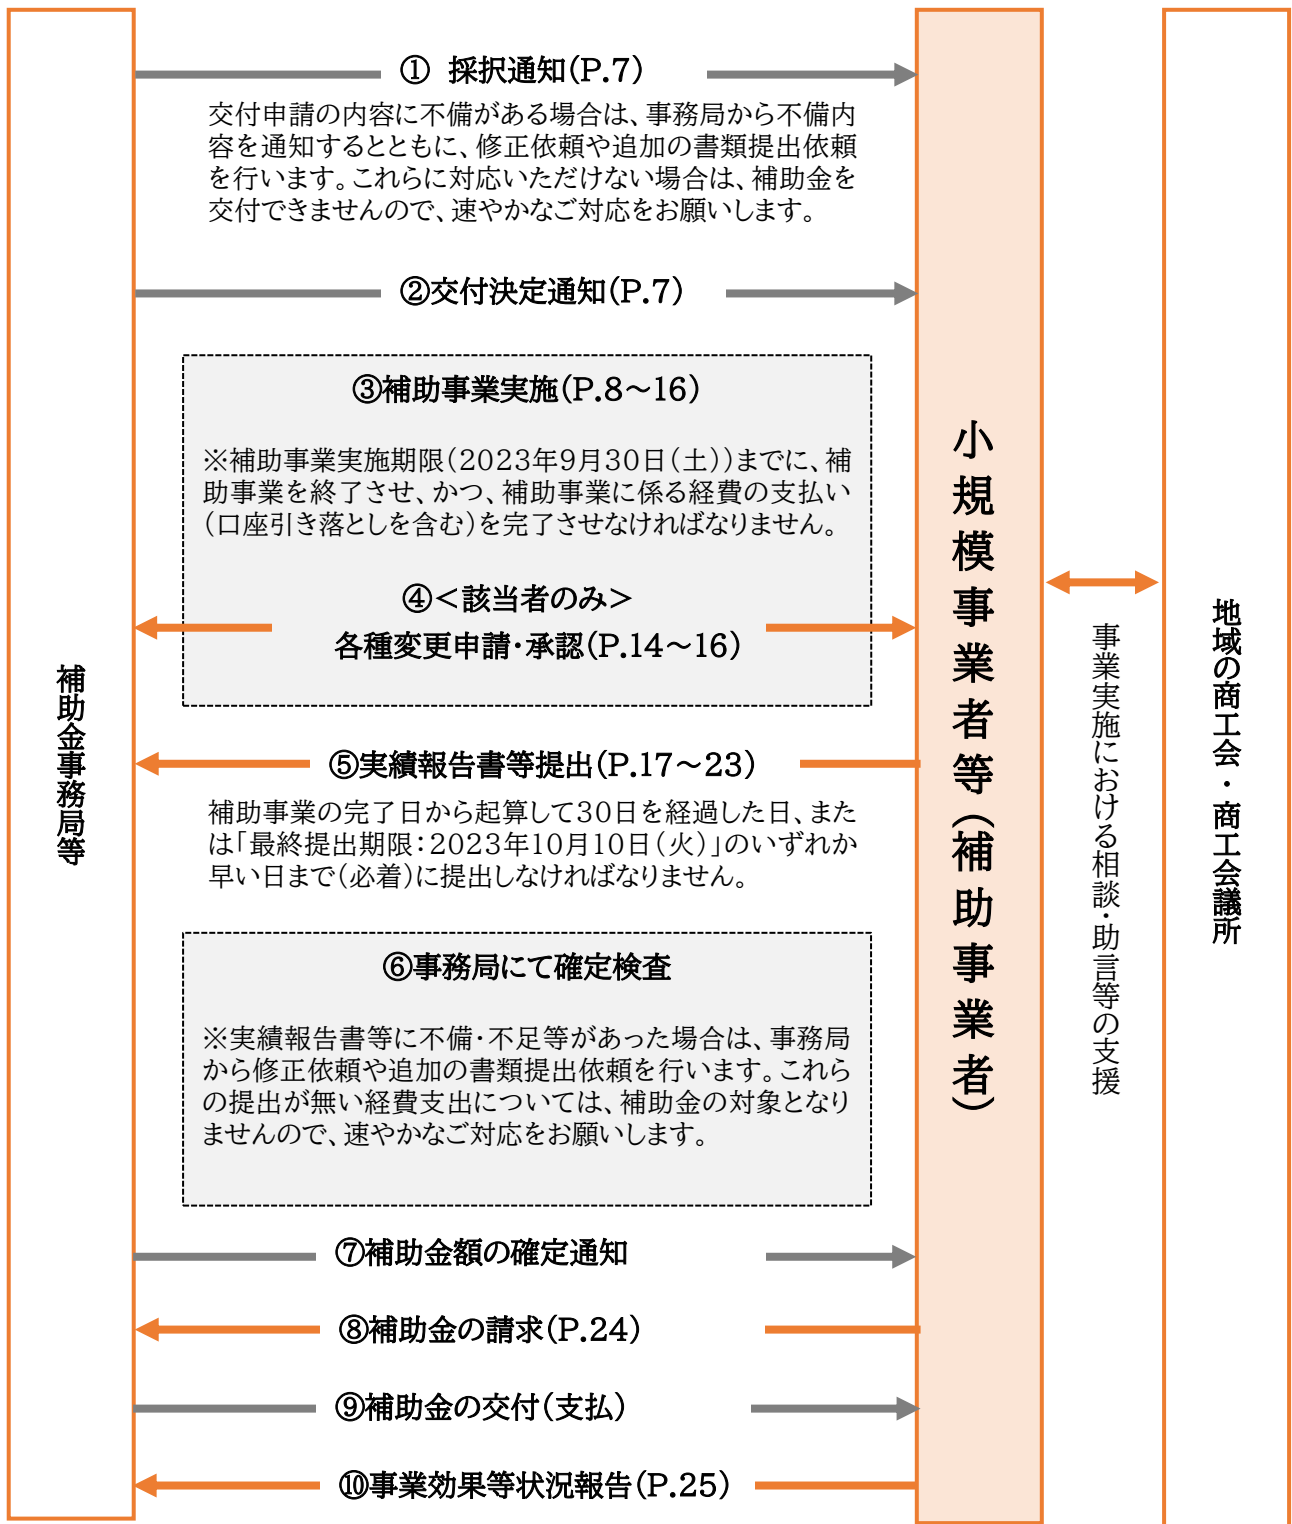 ① 採択通知(P.7)
交付申請の内容に不備がある場合は、事務局から不備内
容を通知するとともに、修正依頼や追加の書類提出依頼
を行います。これらに対応いただけない場合は、補助金を
交付できませんので、速やかなご対応をお願いします。
②交付決定通知(P.7)
③補助事業実施(P.8～16)
※補助事業実施期限(2023年9月30日(土))までに、補
助事業を終了させ、かつ、補助事業に係る経費の支払い
(口座引き落としを含む)を完了させなければなりません。
④＜該当者のみ＞
各種変更申請・承認(P.14～16)
⑤実績報告書等提出(P.17～23)
補助事業の完了日から起算して30日を経過した日、また
は「最終提出期限：2023年10月10日(火)」のいずれか
早い日まで(必着)に提出しなければなりません。
⑥事務局にて確定検査
※実績報告書等に不備・不足等があった場合は、事務局
から修正依頼や追加の書類提出依頼を行います。これら
の提出が無い経費支出については、補助金の対象となり
ませんので、速やかなご対応をお願いします。
⑦補助金額の確定通知
⑧補助金の請求(P.24)
⑨補助金の交付(支払)
⑩事業効果等状況報告(P.25)
補助金事務局等
小規模事業者等(補助事業者)
事業実施における相談・助言等の支援
地域の商工会・商工会議所